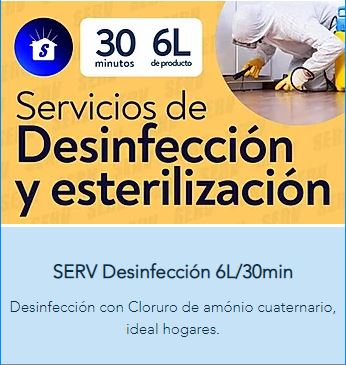 S
30 6L
minutos de producto
Servicios de
Desinfección
y esterilización
SERV Desinfección 6L/30min
Desinfección con Cloruro de amónio cuaternario,
ideal hogares.